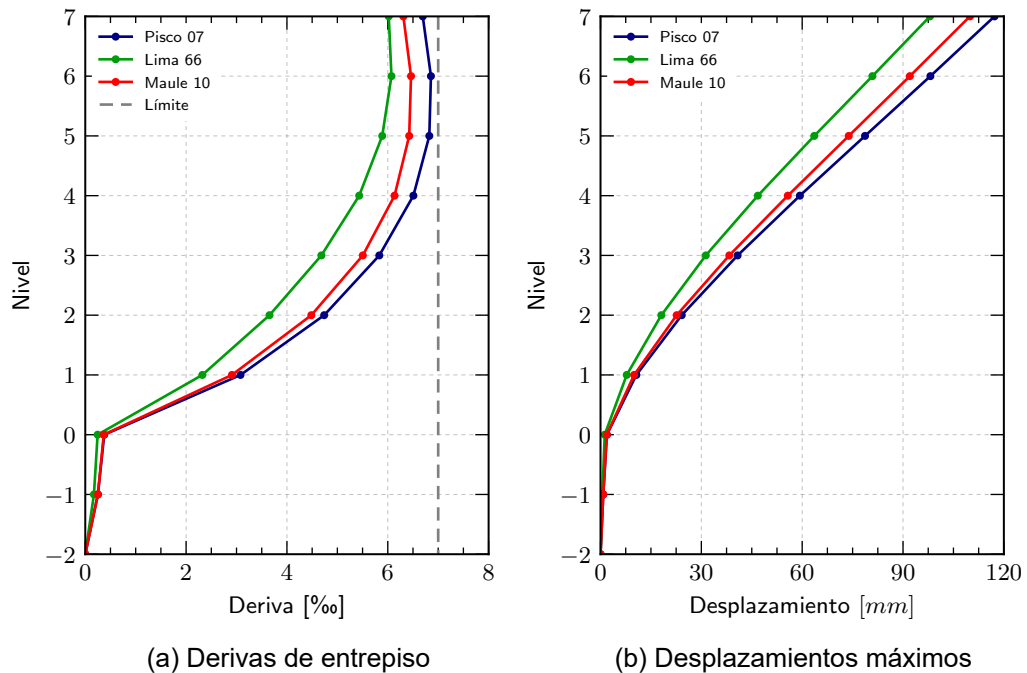 7
6
5
4
3
2
1
0
−1
−2
Nivel
Pisco 07
Lima 66
Maule 10
Límite
0 2 4 6 8
Deriva [‰]
(a) Derivas de entrepiso
7
6
5
4
3
2
1
0
−1
−2
Nivel
Pisco 07
Lima 66
Maule 10
0 30 60 90 120
Desplazamiento [mm]
(b) Desplazamientos máximos